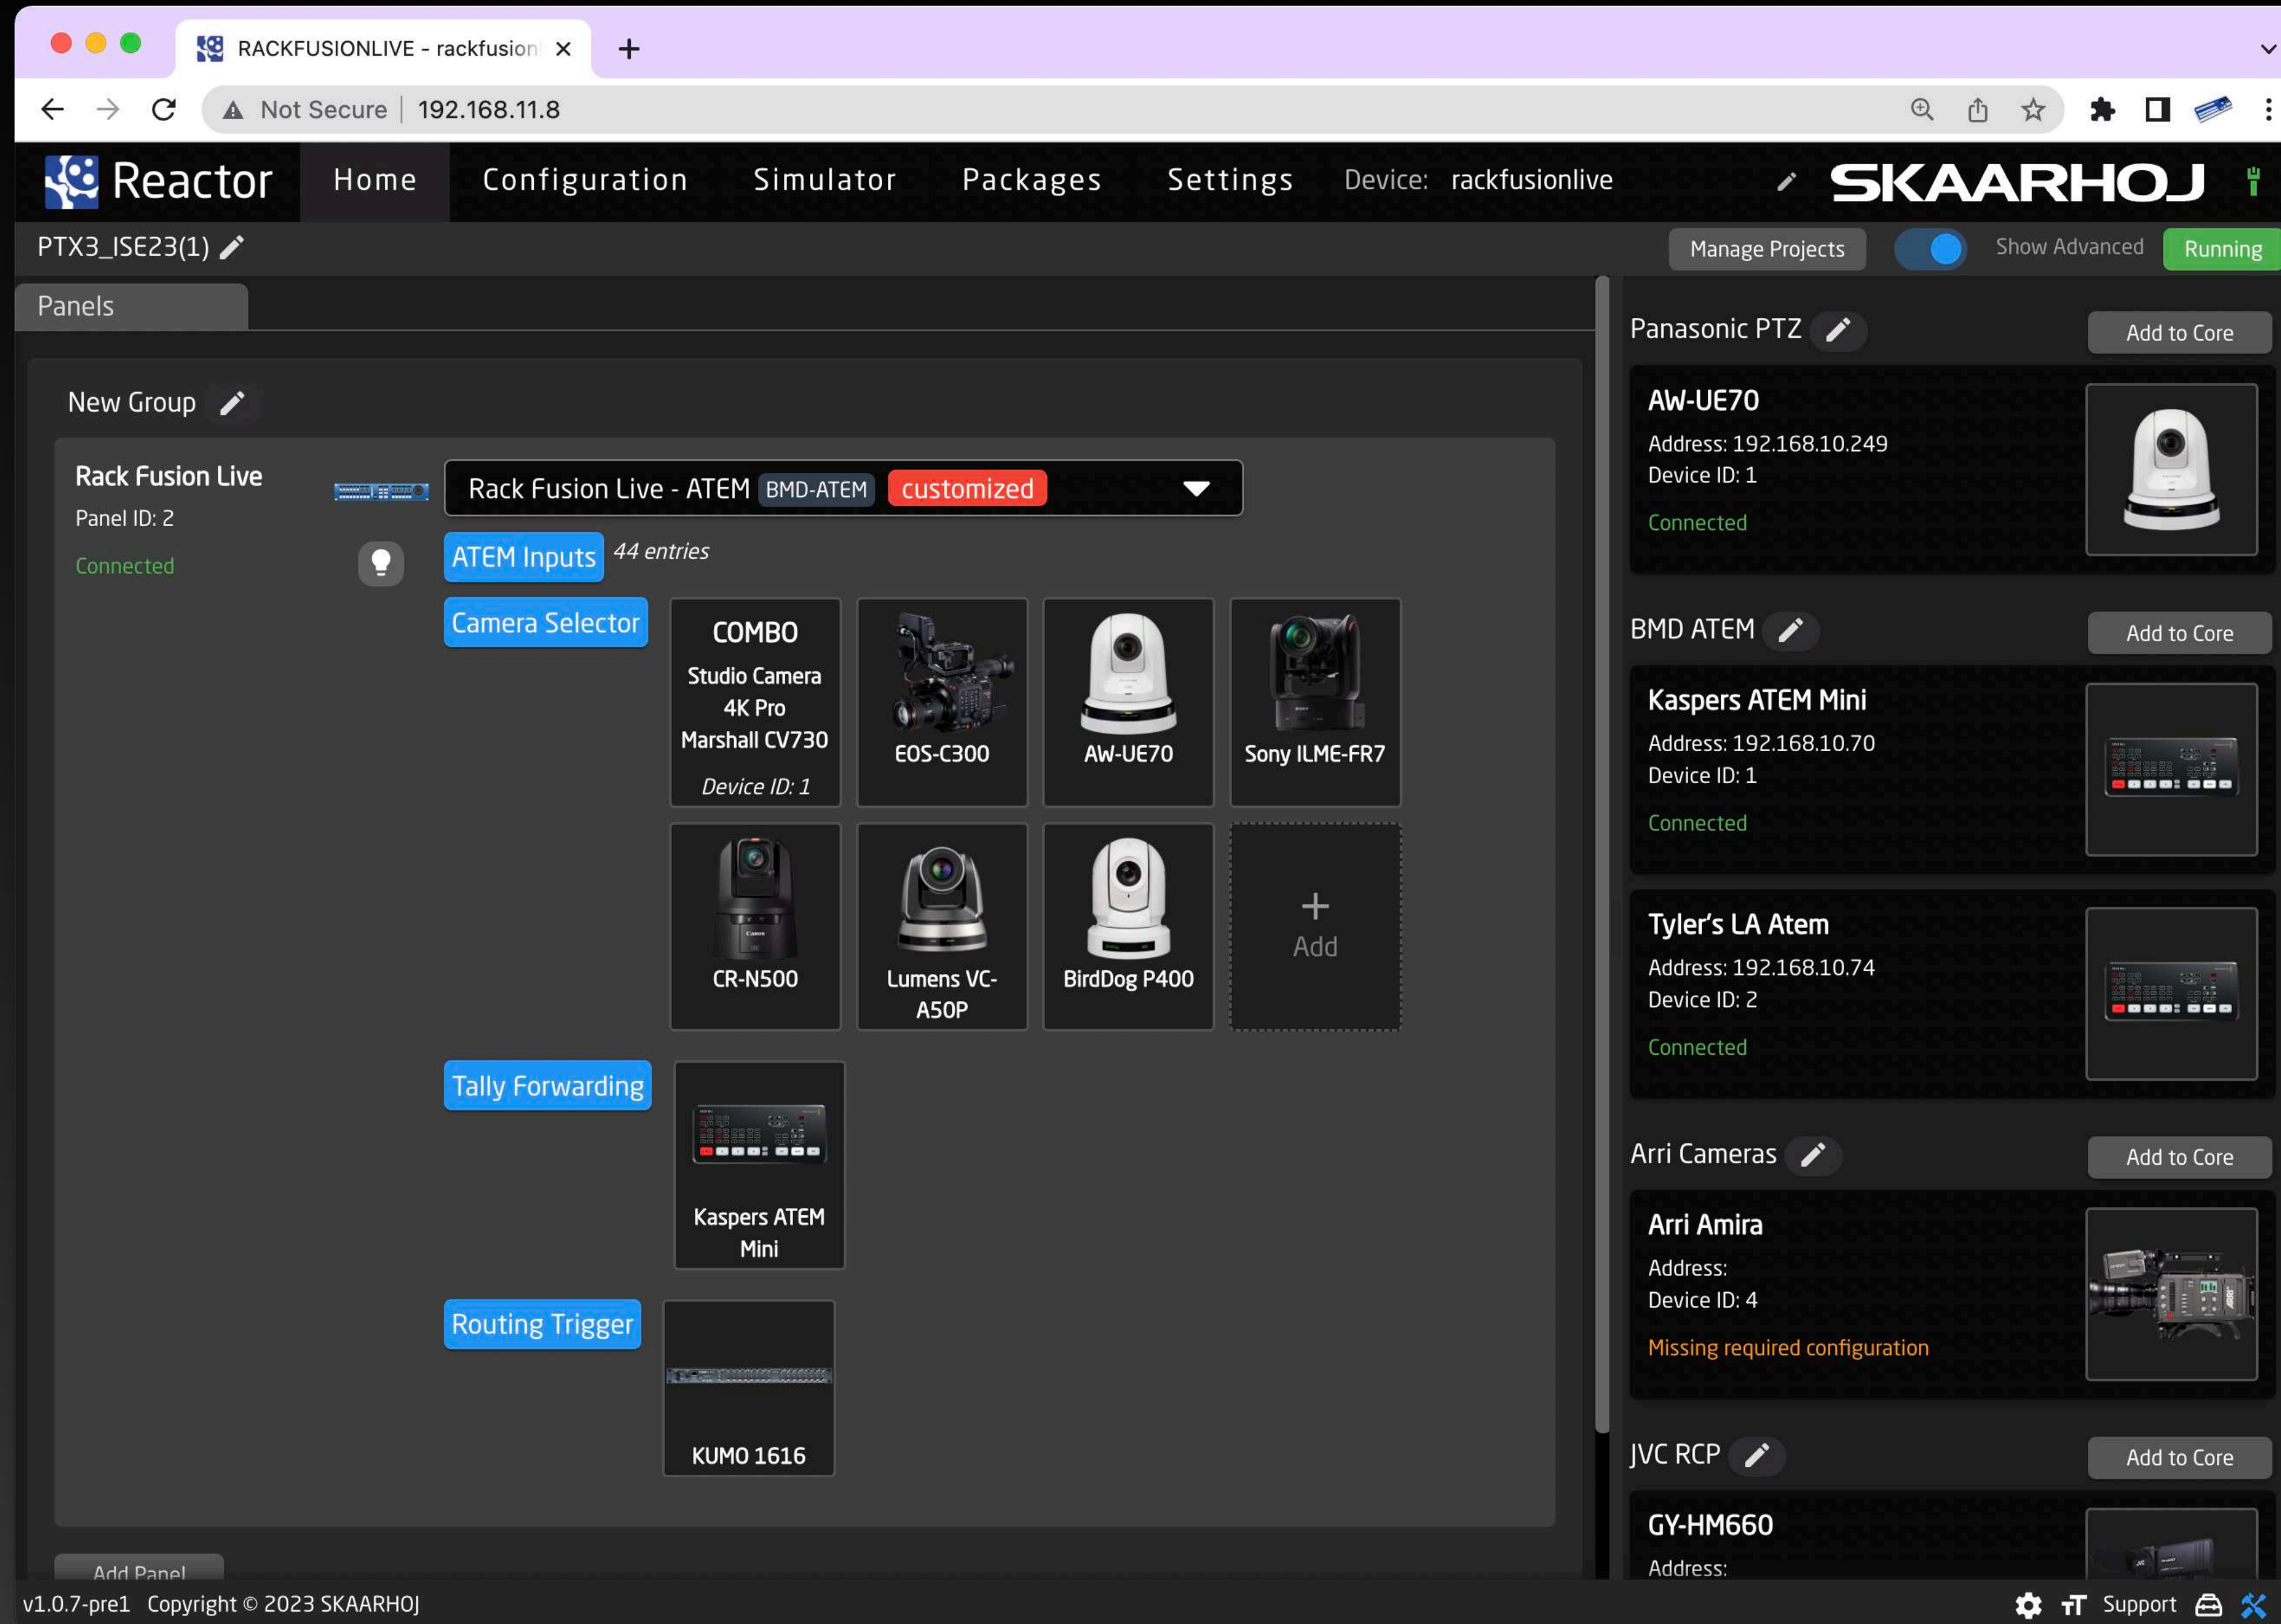 RACKFUSIONLIVE - rackfusion
Not Secure
192.168.11.8
Reactor
Home
Configuration
Simulator
Packages
Settings
Device: rackfusionlive
SKAARHOJ
PTX3_ISE23(1)
Manage Projects
Show Advanced
Running
Panels
New Group
Rack Fusion Live
Panel ID: 2
Connected
Rack Fusion Live - ATEM BMD-ATEM customized
ATEM Inputs 44 entries
Camera Selector
COMBO
Studio Camera
4K Pro
Marshall CV730
Device ID: 1
EOS-C300
AW-UE70
Sony ILME-FR7
CR-N500
Lumens VC-
A50P
BirdDog P400
+
Add
Tally Forwarding
Kaspers ATEM
Mini
Routing Trigger
KUMO 1616
Add Panel
Panasonic PTZ
Add to Core
AW-UE70
Address: 192.168.10.249
Device ID: 1
Connected
BMD ATEM
Add to Core
Kaspers ATEM Mini
Address: 192.168.10.70
Device ID: 1
Connected
Tyler's LA Atem
Address: 192.168.10.74
Device ID: 2
Connected
Arri Cameras
Add to Core
Arri Amira
Address:
Device ID: 4
Missing required configuration
JVC RCP
Add to Core
GY-HM660
Address:
v1.0.7-pre1 Copyright © 2023 SKAARHOJ
Support